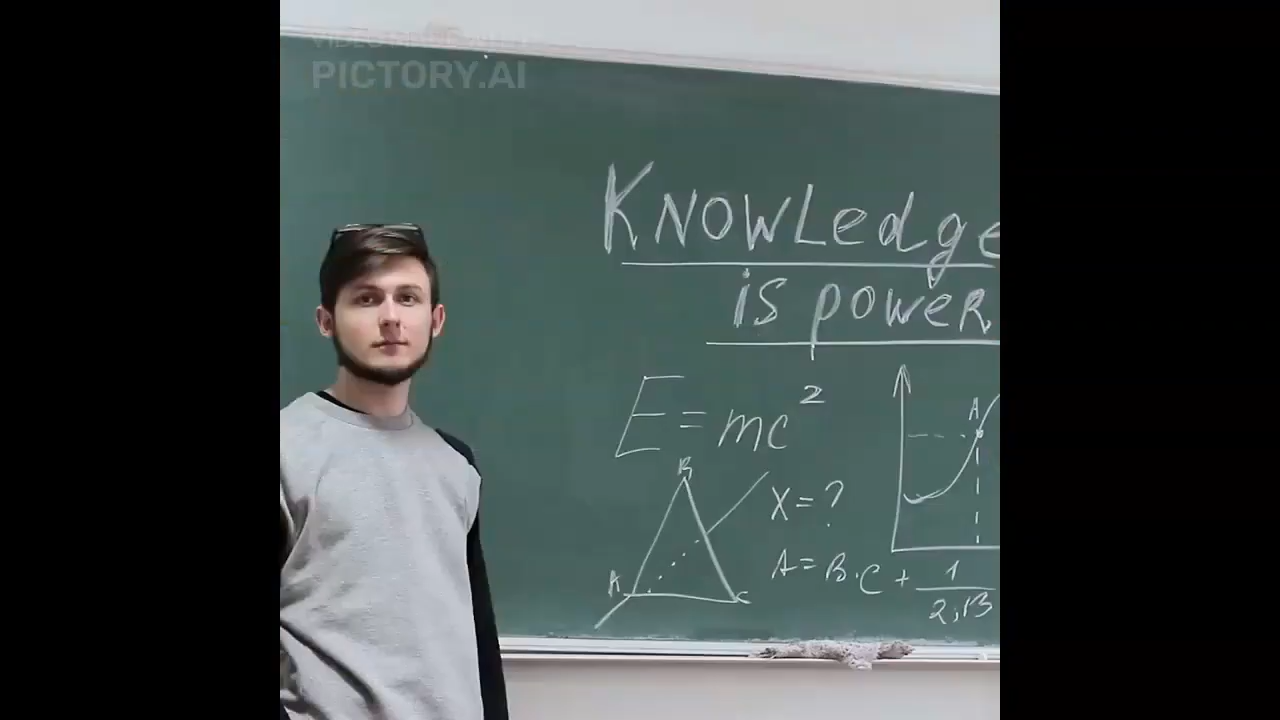 PICTORY.AI
Knowledge
is power
E = mc²
B
X = ?
A
A = B·C +
1
2,13
A
C